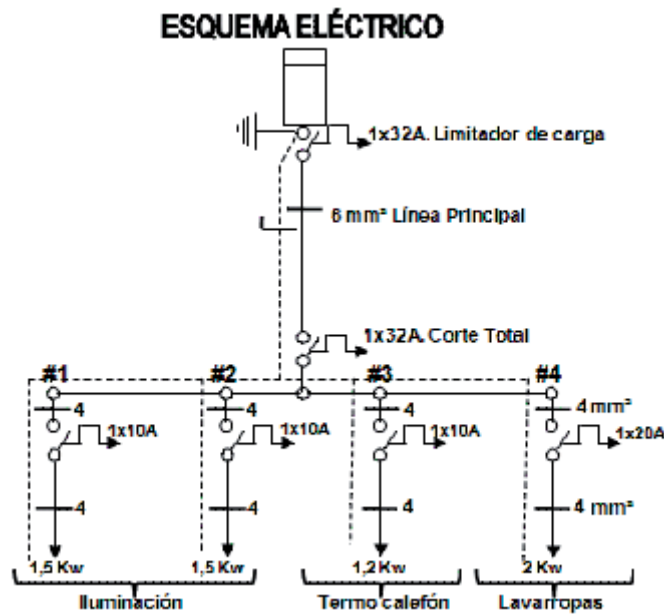 ESQUEMA ELÉCTRICO
1x32A. Limitador de carga
6 mm² Línea Principal
1x32A. Corte Total
#1 #2 #3 #4
4 4 4 4 mm²
1x10A 1x10A 1x10A 1x20A
4 4 4 4 mm²
1,5 Kw 1,5 Kw 1,2 Kw 2 Kw
Iluminación Termo calefón Lavarropas